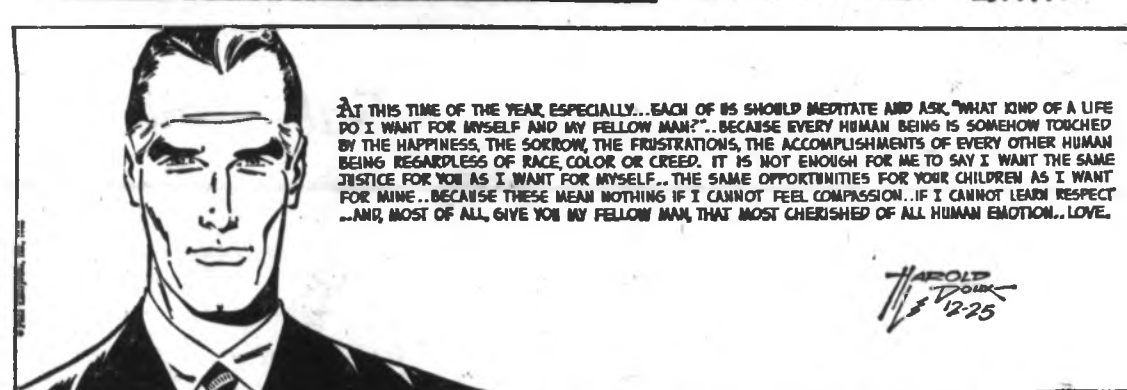 AT THIS TIME OF THE YEAR, ESPECIALLY...EACH OF US SHOULD MEDITATE AND ASK, "WHAT KIND OF A LIFE
DO I WANT FOR MYSELF AND MY FELLOW MAN?"..BECAUSE EVERY HUMAN BEING IS SOMEHOW TOUCHED
BY THE HAPPINESS, THE SORROW, THE FRUSTRATIONS, THE ACCOMPLISHMENTS OF EVERY OTHER HUMAN
BEING REGARDLESS OF RACE, COLOR OR CREED. IT IS NOT ENOUGH FOR ME TO SAY I WANT THE SAME
JUSTICE FOR YOU AS I WANT FOR MYSELF.. THE SAME OPPORTUNITIES FOR YOUR CHILDREN AS I WANT
FOR MINE..BECAUSE THESE MEAN NOTHING IF I CANNOT FEEL COMPASSION..IF I CANNOT LEARN RESPECT
..AND, MOST OF ALL, GIVE YOU MY FELLOW MAN, THAT MOST CHERISHED OF ALL HUMAN EMOTION.. LOVE.
HAROLD
12-25